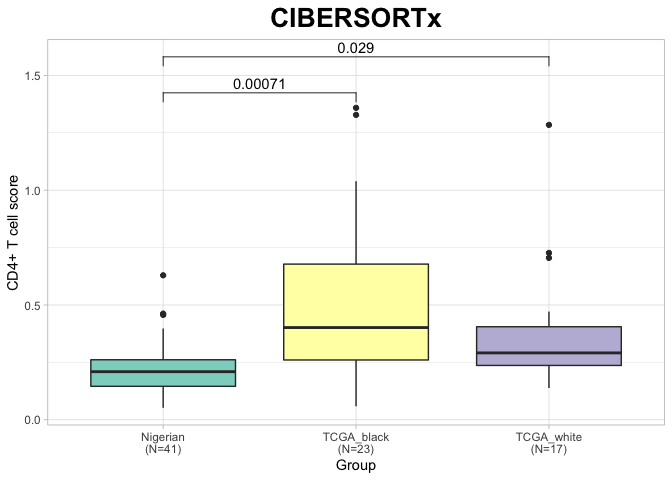 CIBERSORTx
0.029
0.00071
1.5
1.0
0.5
0.0
CD4+ T cell score
Nigerian
(N=41)
TCGA_black
(N=23)
TCGA_white
(N=17)
Group